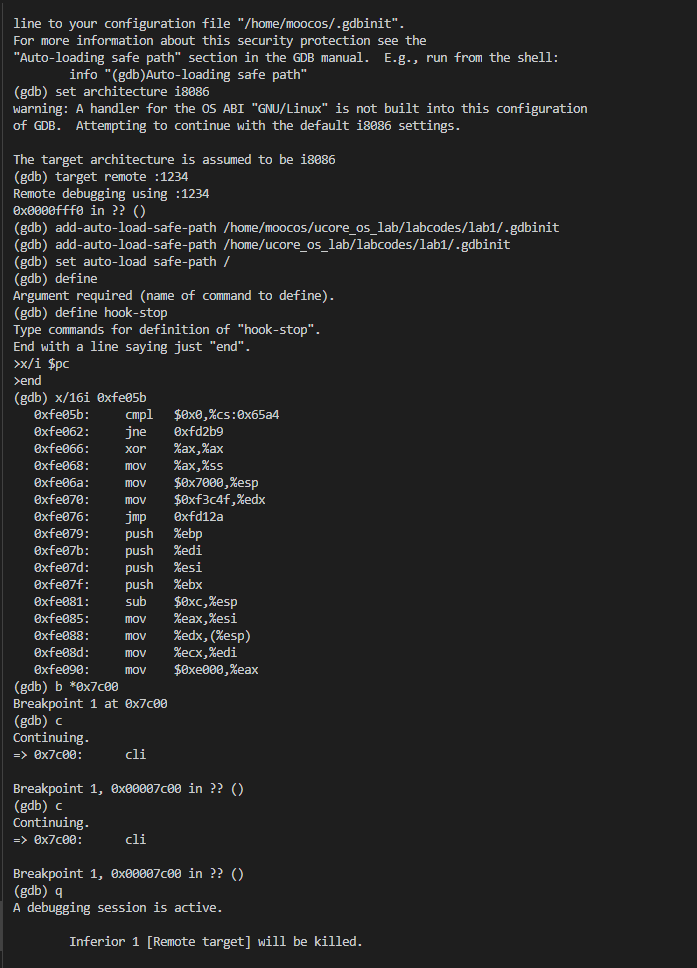 line to your configuration file "/home/moocos/.gdbinit".
For more information about this security protection see the
"Auto-loading safe path" section in the GDB manual.  E.g., run from the shell:
        info "(gdb)Auto-loading safe path"
(gdb) set architecture i8086
warning: A handler for the OS ABI "GNU/Linux" is not built into this configuration
of GDB.  Attempting to continue with the default i8086 settings.

The target architecture is assumed to be i8086
(gdb) target remote :1234
Remote debugging using :1234
0x0000fff0 in ?? ()
(gdb) add-auto-load-safe-path /home/moocos/ucore_os_lab/labcodes/lab1/.gdbinit
(gdb) add-auto-load-safe-path /home/ucore_os_lab/labcodes/lab1/.gdbinit
(gdb) set auto-load safe-path /
(gdb) define
Argument required (name of command to define).
(gdb) define hook-stop
Type commands for definition of "hook-stop".
End with a line saying just "end".
>x/i $pc
>end
(gdb) x/16i 0xfe05b
   0xfe05b:     cmpl   $0x0,%cs:0x65a4
   0xfe062:     jne    0xfd2b9
   0xfe066:     xor    %ax,%ax
   0xfe068:     mov    %ax,%ss
   0xfe06a:     mov    $0x7000,%esp
   0xfe070:     mov    $0xf3c4f,%edx
   0xfe076:     jmp    0xfd12a
   0xfe079:     push   %ebp
   0xfe07b:     push   %edi
   0xfe07d:     push   %esi
   0xfe07f:     push   %ebx
   0xfe081:     sub    $0xc,%esp
   0xfe085:     mov    %eax,%esi
   0xfe088:     mov    %edx,(%esp)
   0xfe08d:     mov    %ecx,%edi
   0xfe090:     mov    $0xe000,%eax
(gdb) b *0x7c00
Breakpoint 1 at 0x7c00
(gdb) c
Continuing.
=> 0x7c00:      cli

Breakpoint 1, 0x00007c00 in ?? ()
(gdb) c
Continuing.
=> 0x7c00:      cli

Breakpoint 1, 0x00007c00 in ?? ()
(gdb) q
A debugging session is active.

        Inferior 1 [Remote target] will be killed.